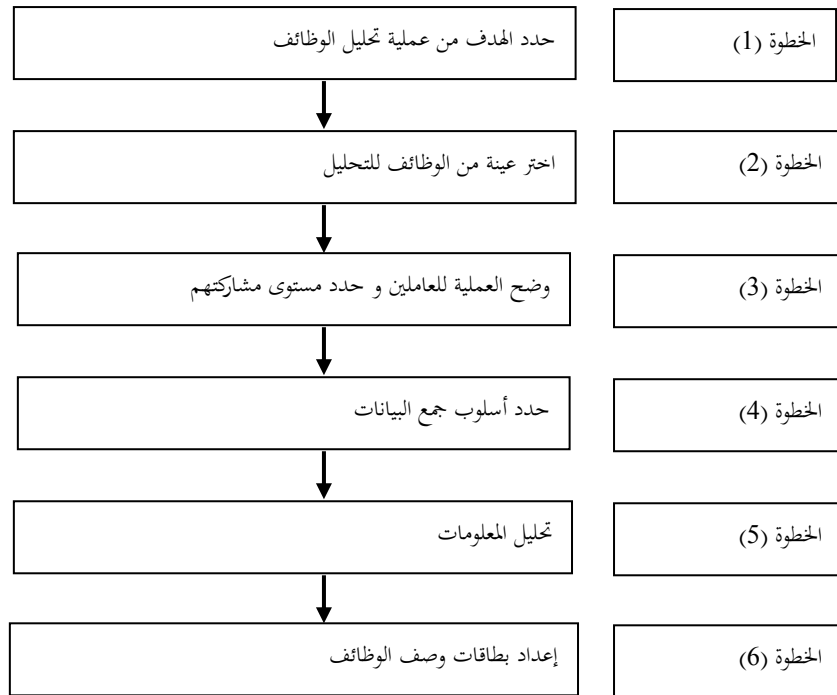 الخطوة (1)
حدد الهدف من عملية تحليل الوظائف
الخطوة (2)
اختر عينة من الوظائف للتحليل
الخطوة (3)
وضح العملية للعاملين و حدد مستوى مشاركتهم
الخطوة (4)
حدد أسلوب جمع البيانات
الخطوة (5)
تحليل المعلومات
الخطوة (6)
إعداد بطاقات وصف الوظائف